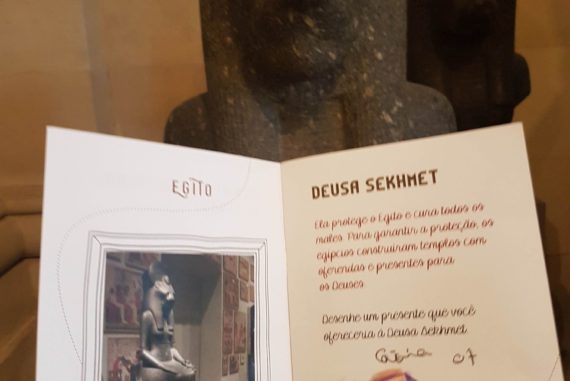 EGITO
DEUSA SEKHMET
Ela protege o Egito e cura todos os
males. Para garantir a proteção, os
egípcios construíram templos com
oferendas e presentes para
os Deuses.
Desenhe um presente que você
ofereceria à Deusa Sekhmet
07